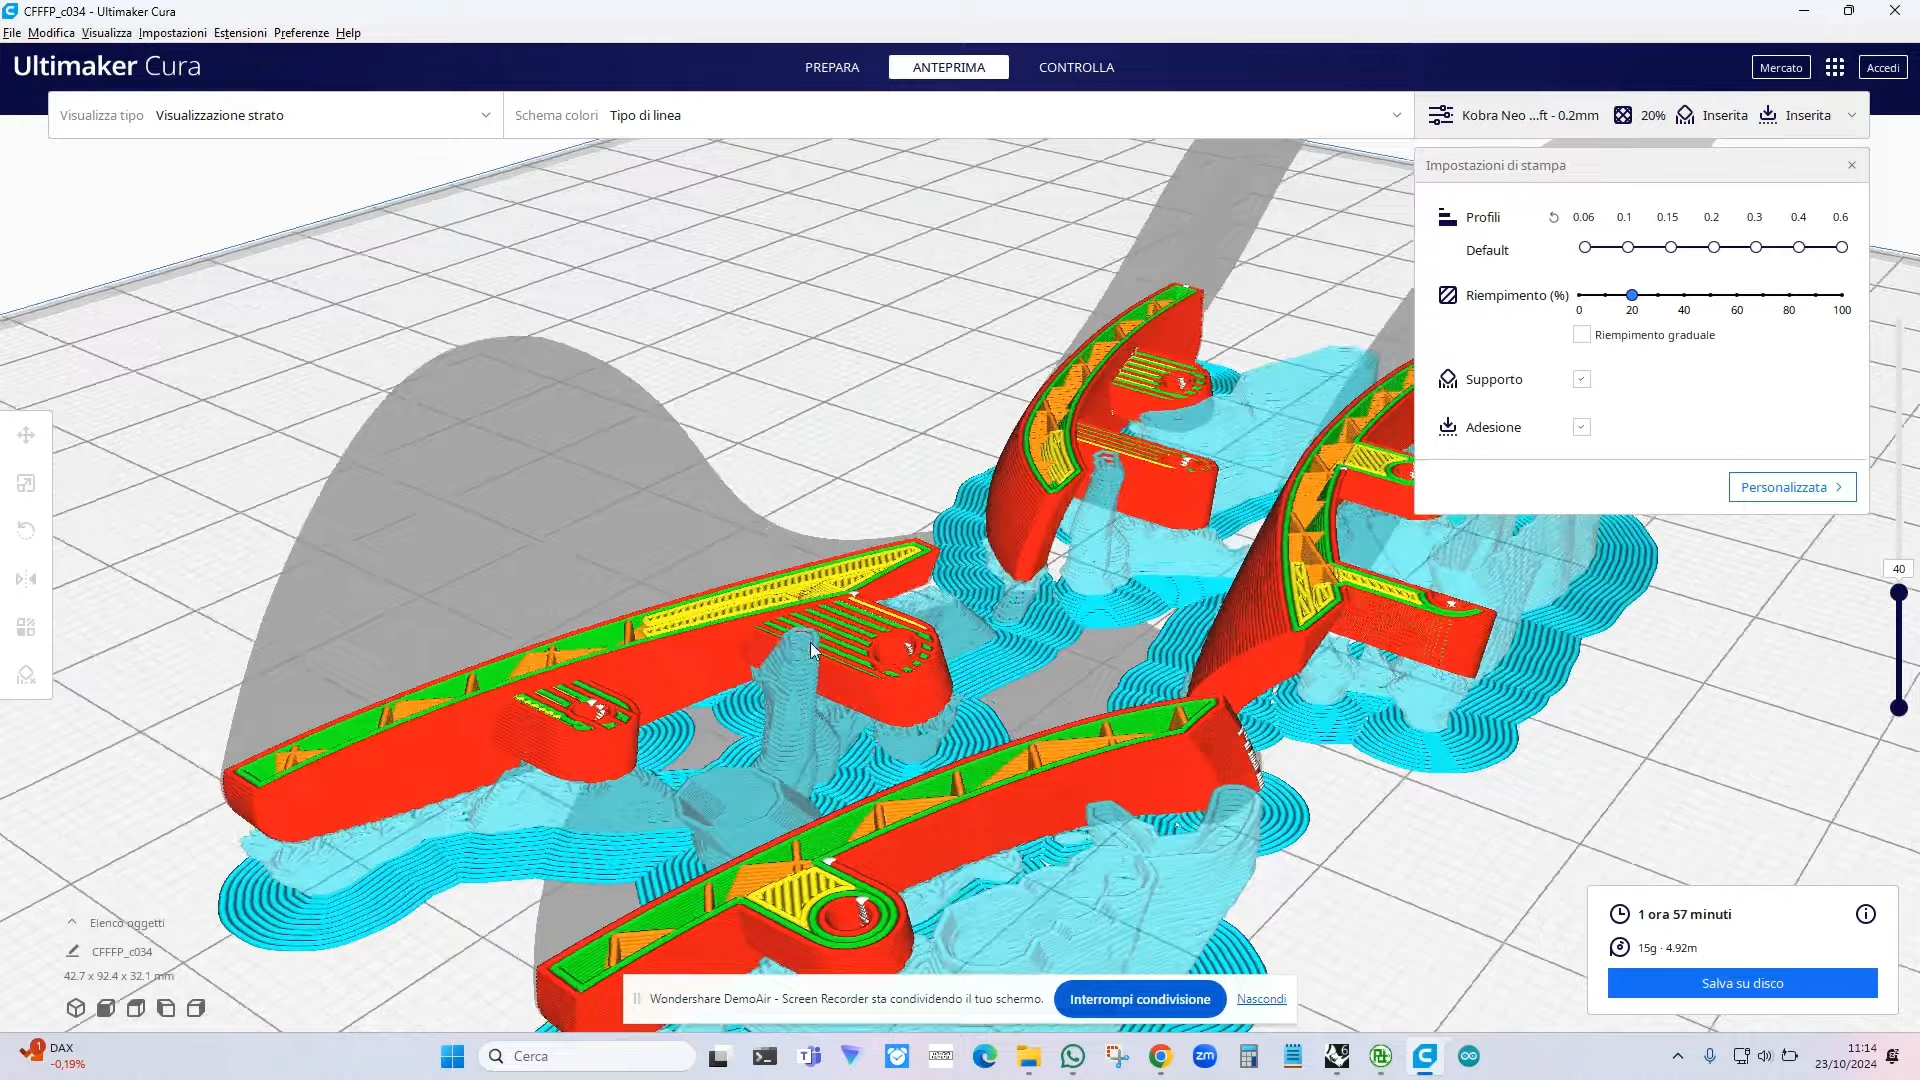 CFFFP_c034 - Ultimaker Cura
File Modifica Visualizza Impostazioni Estensioni Preferenze Help
Ultimaker Cura
PREPARA
ANTEPRIMA
CONTROLLA
Mercato
Accedi
Visualizza tipo Visualizzazione strato
Schema colori Tipo di linea
Kobra Neo ...ft - 0.2mm
20%
Inserita
Inserita
Impostazioni di stampa
Profili
0.06 0.1 0.15 0.2 0.3 0.4 0.6
Default
Riempimento (%)
0 20 40 60 80 100
Riempimento graduale
Supporto
Adesione
Personalizzata
40
Elenco oggetti
CFFFP_c034
42.7 x 92.4 x 32.1 mm
1 ora 57 minuti
15g · 4.92m
Salva su disco
Wondershare DemoAir - Screen Recorder sta condividendo il tuo schermo.
Interrompi condivisione
Nascondi
1
DAX
-0,19%
Cerca
zm
11:14
23/10/2024